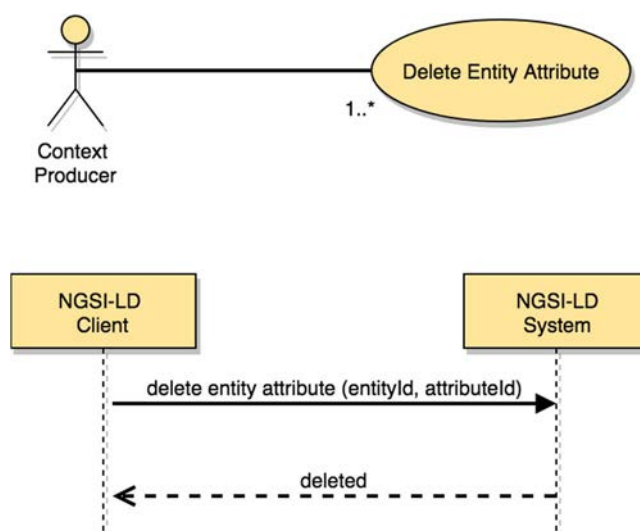 Delete Entity Attribute
1..*
Context
Producer
NGSI-LD
Client
NGSI-LD
System
delete entity attribute (entityId, attributeId)
deleted